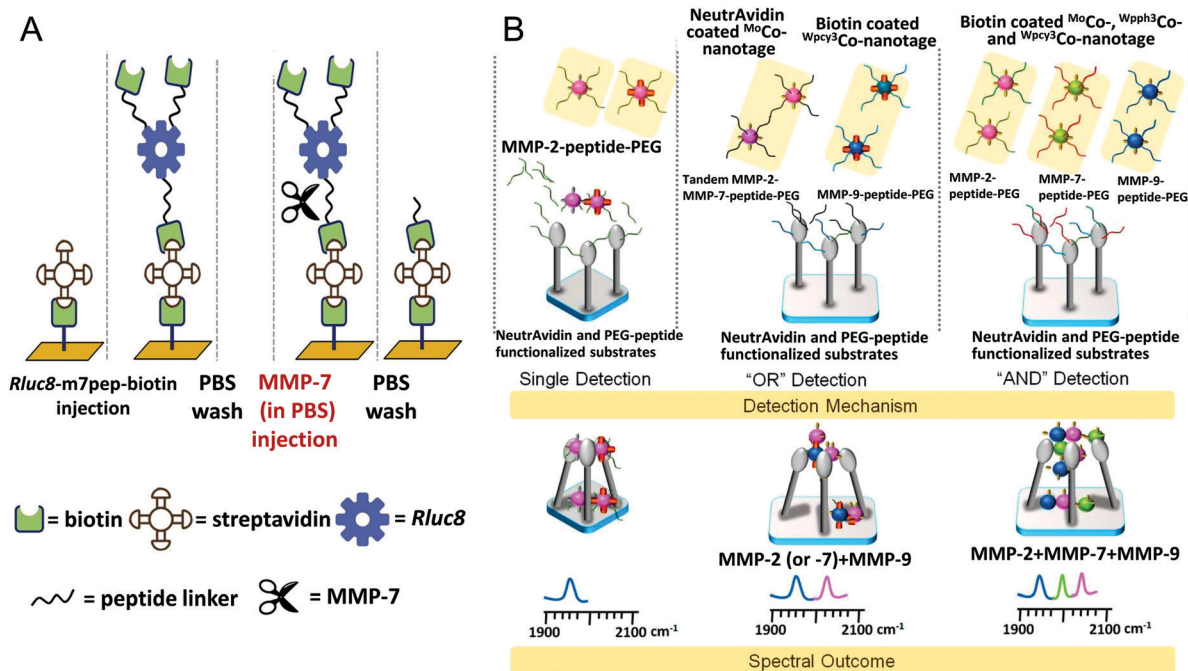 A
Rluc8-m7pep-biotin
injection
PBS
wash
MMP-7
(in PBS)
injection
PBS
wash
= biotin
= streptavidin
= Rluc8
= peptide linker
= MMP-7
B
NeutrAvidin
coated ᴹᵒCo-
nanotage
Biotin coated
ᵂᵖᶜʸ³Co-nanotage
Biotin coated ᴹᵒCo-, ᵂᵖᵖʰ³Co-
and ᵂᵖᶜʸ³Co-nanotage
MMP-2-peptide-PEG
Tandem MMP-2-
MMP-7-peptide-PEG
MMP-9-peptide-PEG
MMP-2
-peptide-PEG
MMP-7-
peptide-PEG
MMP-9
-peptide-PEG
NeutrAvidin and PEG-peptide
functionalized substrates
NeutrAvidin and PEG-peptide
functionalized substrates
NeutrAvidin and PEG-peptide
functionalized substrates
Single Detection
“OR” Detection
“AND” Detection
Detection Mechanism
MMP-2 (or -7)+MMP-9
MMP-2+MMP-7+MMP-9
1900 2100 cm⁻¹
1900 2100 cm⁻¹
1900 2100 cm⁻¹
Spectral Outcome